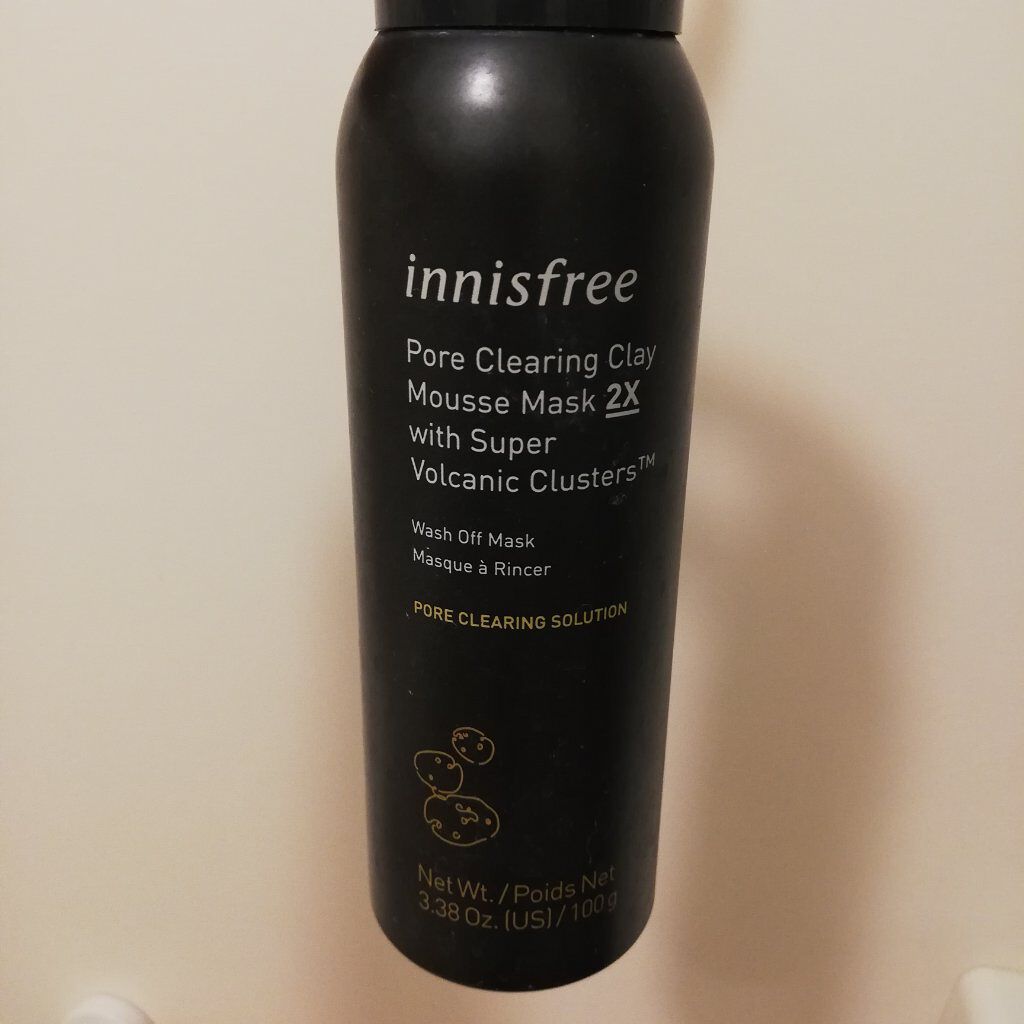 innisfree
Pore Clearing Clay
Mousse Mask 2X
with Super
Volcanic Clusters™
Wash Off Mask
Masque à Rincer
PORE CLEARING SOLUTION
Net Wt. / Poids Net
3.38 Oz. (US) / 100 g